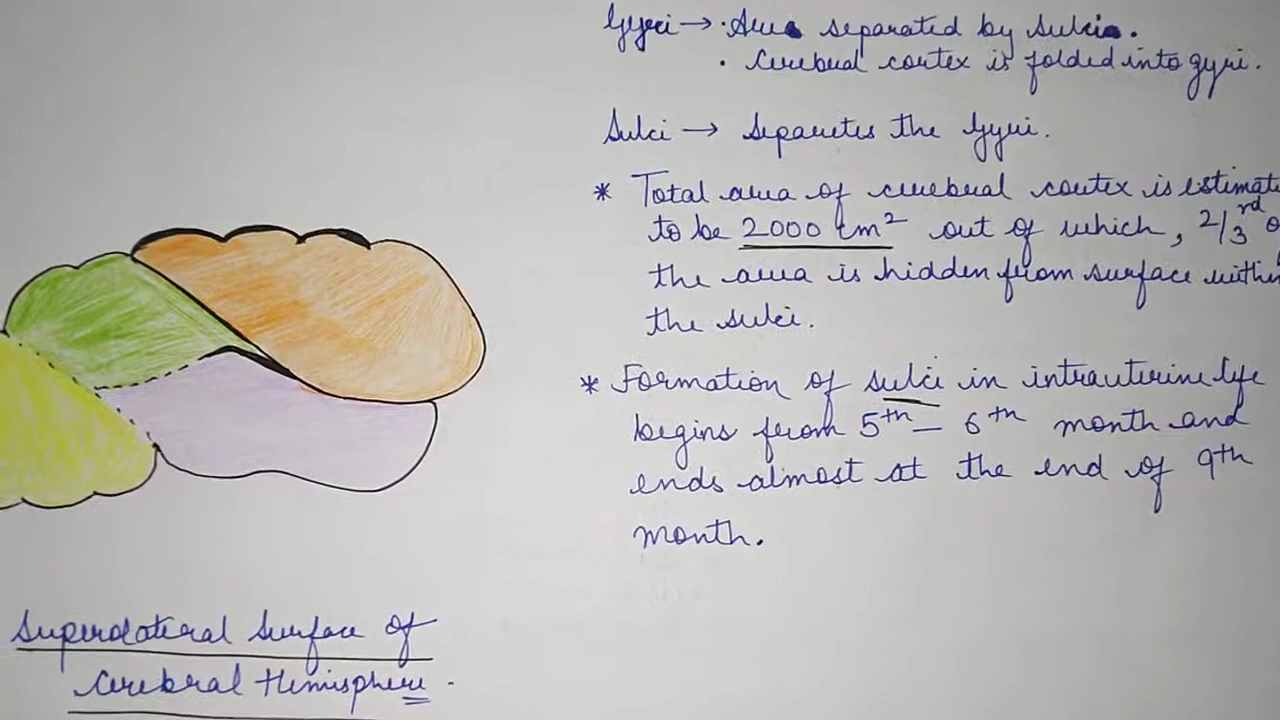 Gyri → · Area separated by sulci.
· Cerebral cortex is folded into gyri.
Sulci → Separates the Gyri.
* Total area of cerebral cortex is estimate
to be 2000 cm² out of which, 2/3rd o
the area is hidden from surface within
the sulci.
* Formation of sulci in intrauterine life
begins from 5th - 6th month and
ends almost at the end of 9th
month.
Superolateral Surface of
Cerebral Hemisphere.